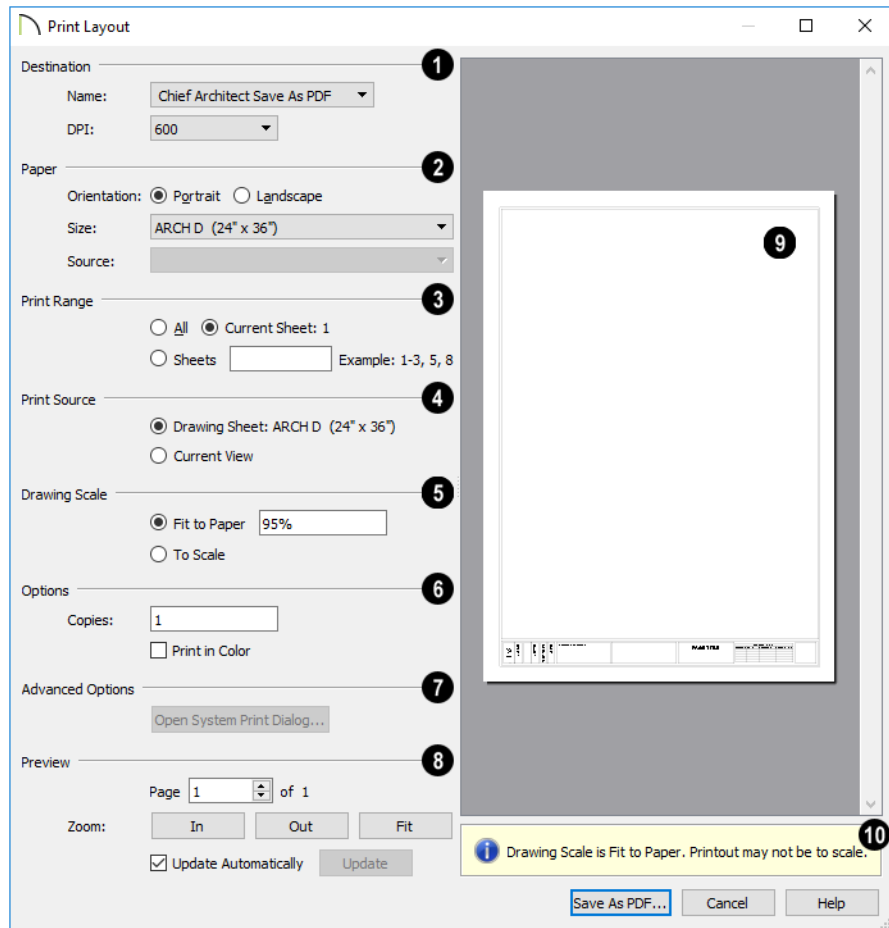 Print Layout
Destination 1
Name: Chief Architect Save As PDF
DPI: 600
Paper 2
Orientation: Portrait Landscape
Size: ARCH D (24" x 36")
Source:
Print Range 3
All Current Sheet: 1
Sheets Example: 1-3, 5, 8
Print Source 4
Drawing Sheet: ARCH D (24" x 36")
Current View
Drawing Scale 5
Fit to Paper 95%
To Scale
Options 6
Copies: 1
Print in Color
Advanced Options 7
Open System Print Dialog...
Preview 8
Page 1 of 1
Zoom: In Out Fit
Update Automatically Update
9
10
Drawing Scale is Fit to Paper. Printout may not be to scale.
Save As PDF... Cancel Help